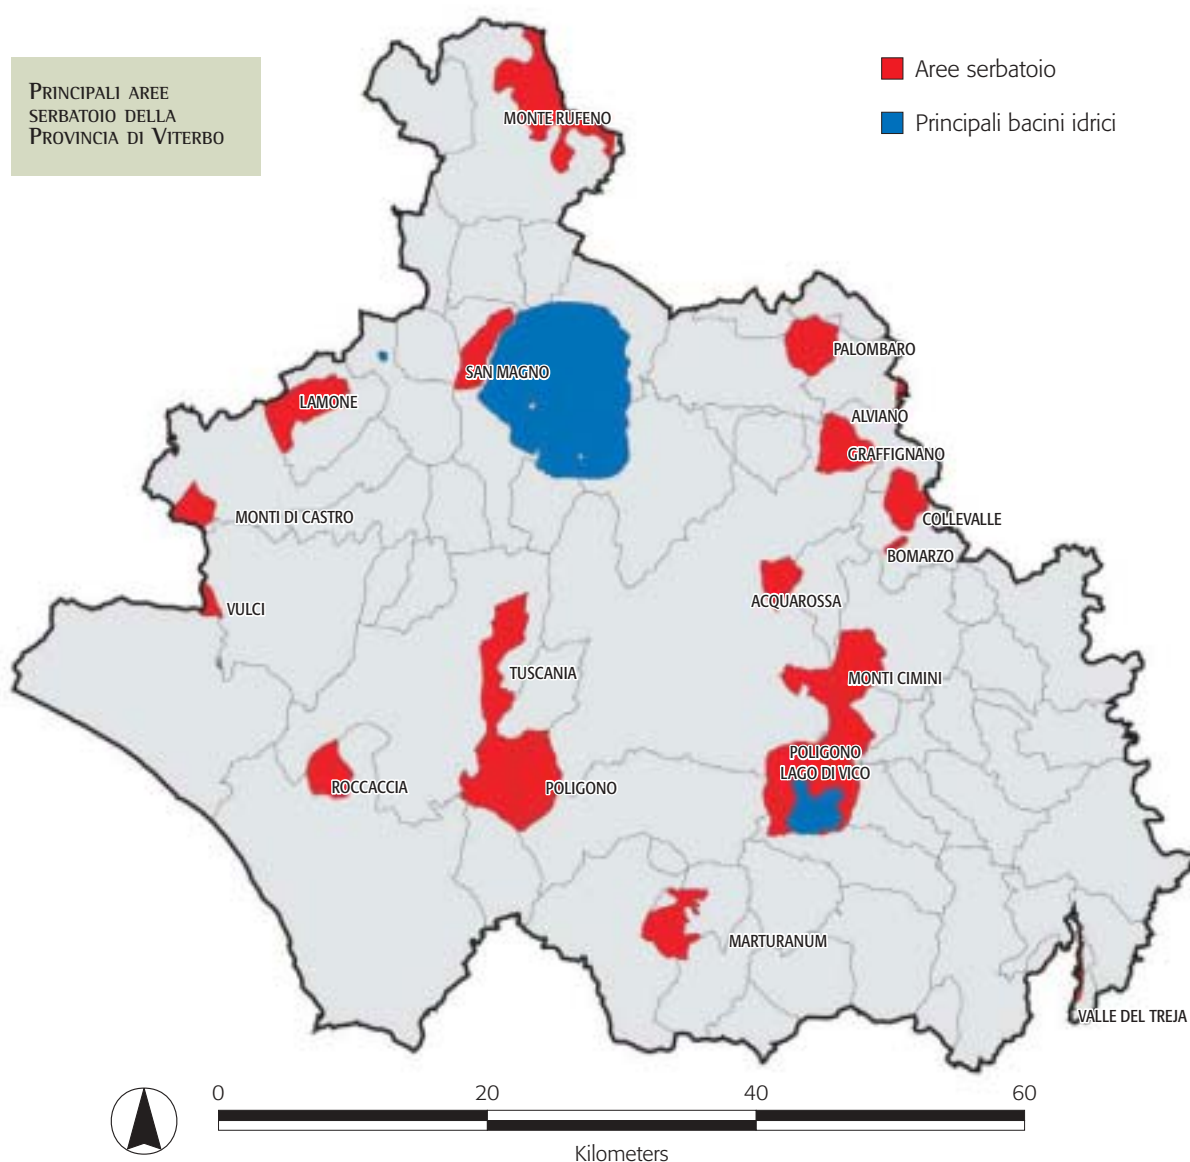 PRINCIPALI AREE
SERBATOIO DELLA
PROVINCIA DI VITERBO
Aree serbatoio
Principali bacini idrici
MONTE RUFENO
PALOMBARO
SAN MAGNO
LAMONE
ALVIANO
GRAFFIGNANO
MONTI DI CASTRO
COLLEVALLE
BOMARZO
VULCI
ACQUAROSSA
TUSCANIA
MONTI CIMINI
POLIGONO
LAGO DI VICO
ROCCACCIA
POLIGONO
MARTURANUM
VALLE DEL TREJA
0 20 40 60
Kilometers